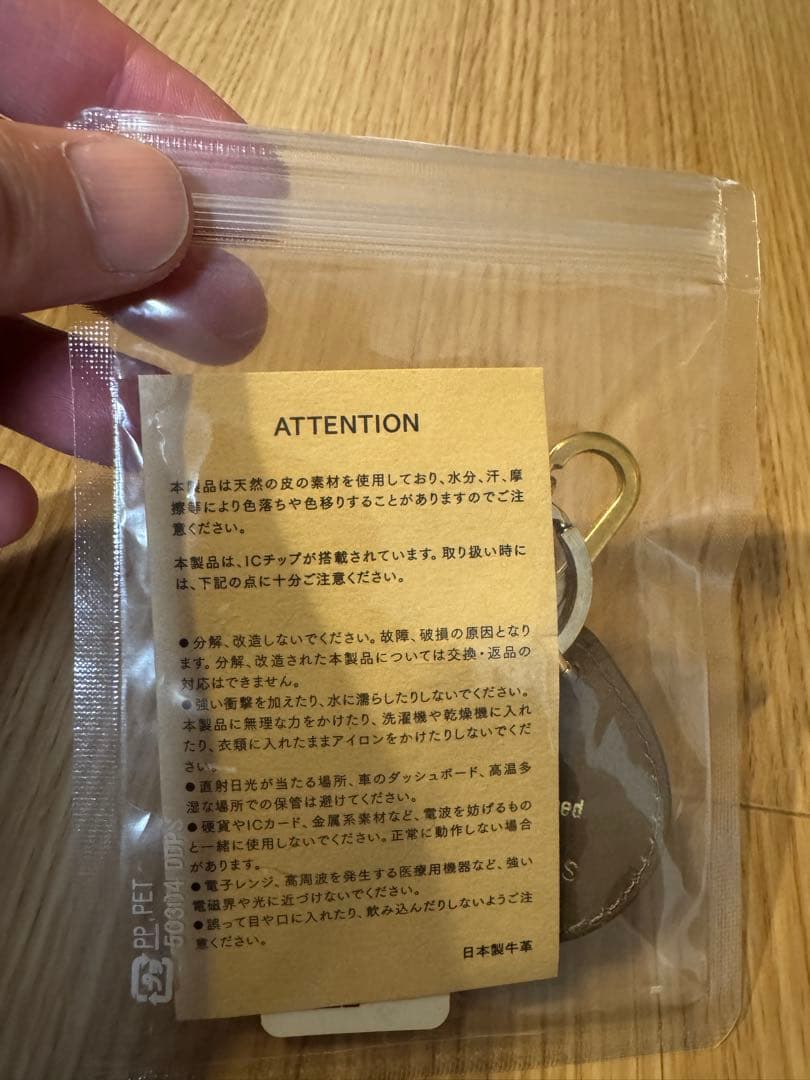 ATTENTION
本製品は天然の皮の素材を使用しており、水分、汗、摩
擦等により色落ちや色移りすることがありますのでご注
意ください。
本製品は、ICチップが搭載されています。取り扱い時に
は、下記の点に十分ご注意ください。
●分解、改造しないでください。故障、破損の原因となり
ます。分解、改造された本製品については交換・返品の
対応はできません。
●強い衝撃を加えたり、水に濡らしたりしないでください。
本製品に無理な力をかけたり、洗濯機や乾燥機に入れ
たり、衣類に入れたままアイロンをかけたりしないでくだ
さい。
●直射日光が当たる場所、車のダッシュボード、高温多
湿な場所での保管は避けてください。
●硬貨やICカード、金属系素材など、電波を妨げるもの
と一緒に使用しないでください。正常に動作しない場合
があります。
●電子レンジ、高周波を発生する医療用機器など、強い
電磁界や光に近づけないでください。
●誤って目や口に入れたり、飲み込んだりしないようご注
意ください。
日本製牛革
ed
S
PP, PET